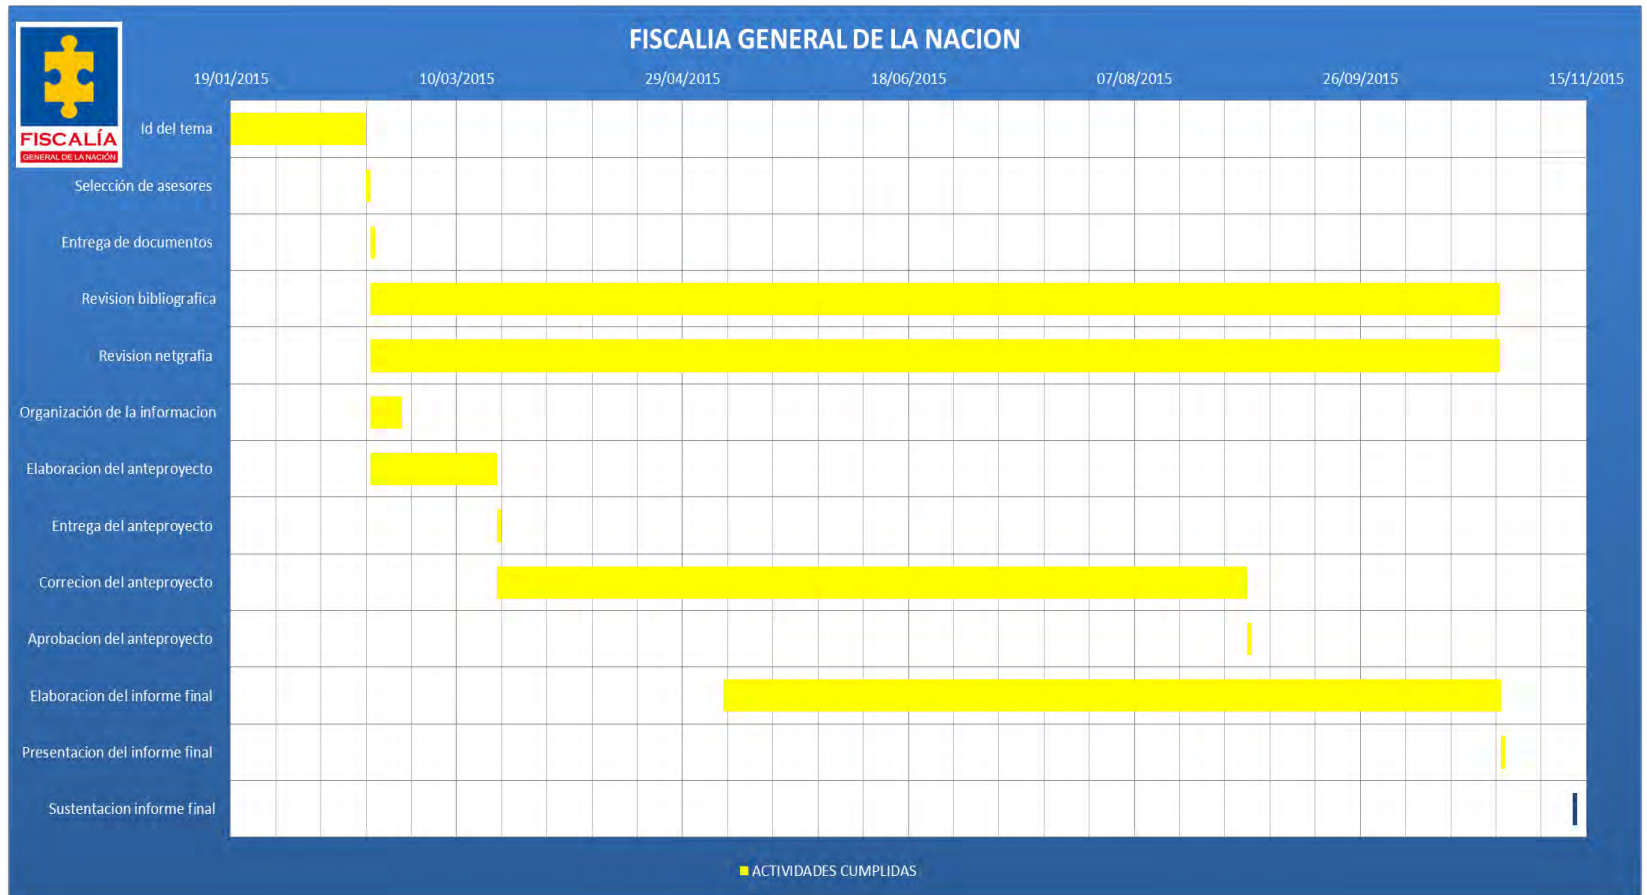 FISCALIA GENERAL DE LA NACION
19/01/2015 10/03/2015 29/04/2015 18/06/2015 07/08/2015 26/09/2015 15/11/2015
FISCALÍA
GENERAL DE LA NACIÓN
Id del tema
Selección de asesores
Entrega de documentos
Revision bibliografica
Revision netgrafia
Organización de la informacion
Elaboracion del anteproyecto
Entrega del anteproyecto
Correcion del anteproyecto
Aprobacion del anteproyecto
Elaboracion del informe final
Presentacion del informe final
Sustentacion informe final
ACTIVIDADES CUMPLIDAS